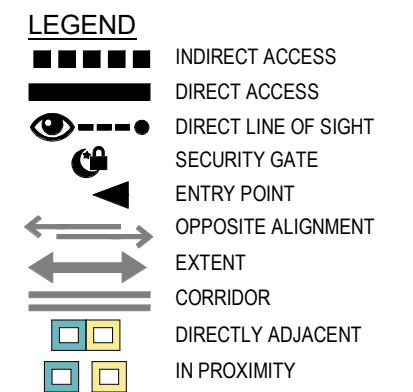 LEGEND
INDIRECT ACCESS
DIRECT ACCESS
DIRECT LINE OF SIGHT
SECURITY GATE
ENTRY POINT
OPPOSITE ALIGNMENT
EXTENT
CORRIDOR
DIRECTLY ADJACENT
IN PROXIMITY